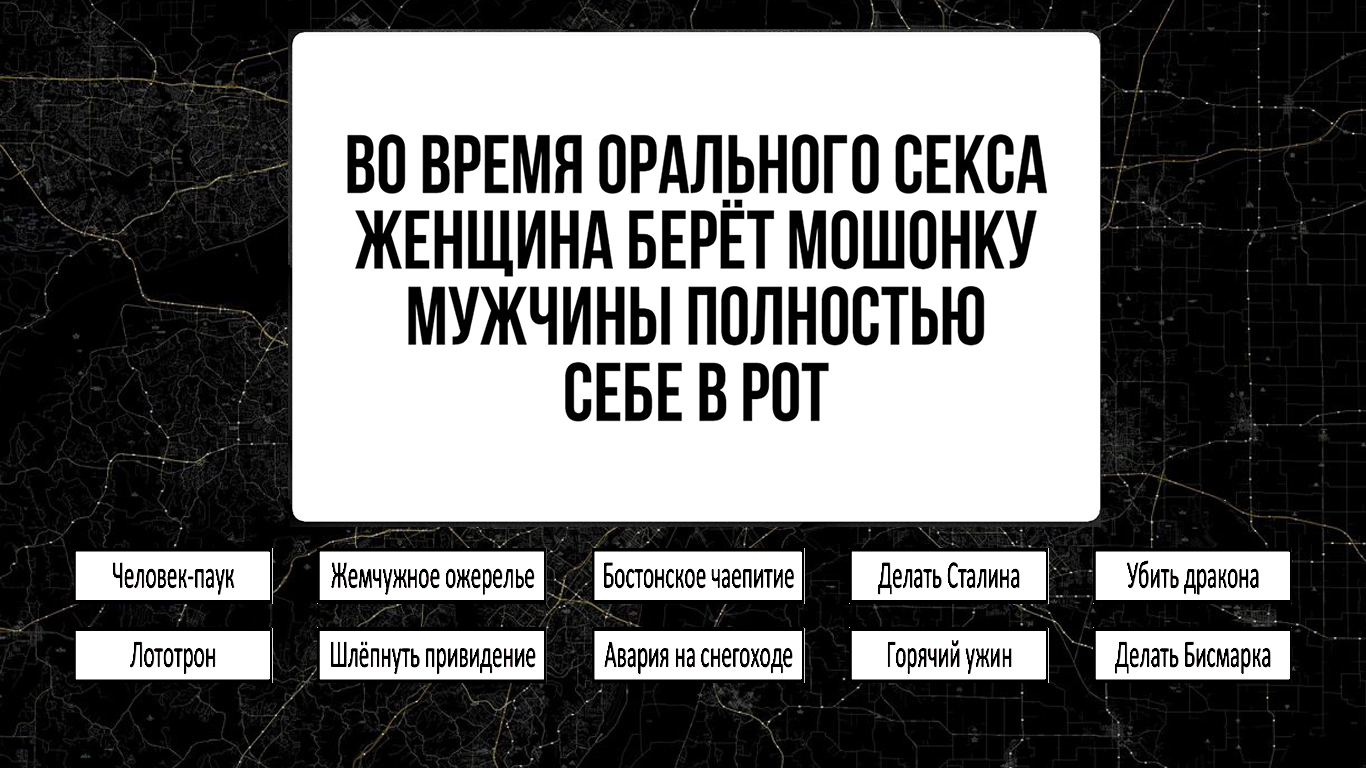 ВО ВРЕМЯ ОРАЛЬНОГО СЕКСА
ЖЕНЩИНА БЕРЁТ МОШОНКУ
МУЖЧИНЫ ПОЛНОСТЬЮ
СЕБЕ В РОТ
Человек-паук
Жемчужное ожерелье
Бостонское чаепитие
Делать Сталина
Убить дракона
Лототрон
Шлёпнуть привидение
Авария на снегоходе
Горячий ужин
Делать Бисмарка